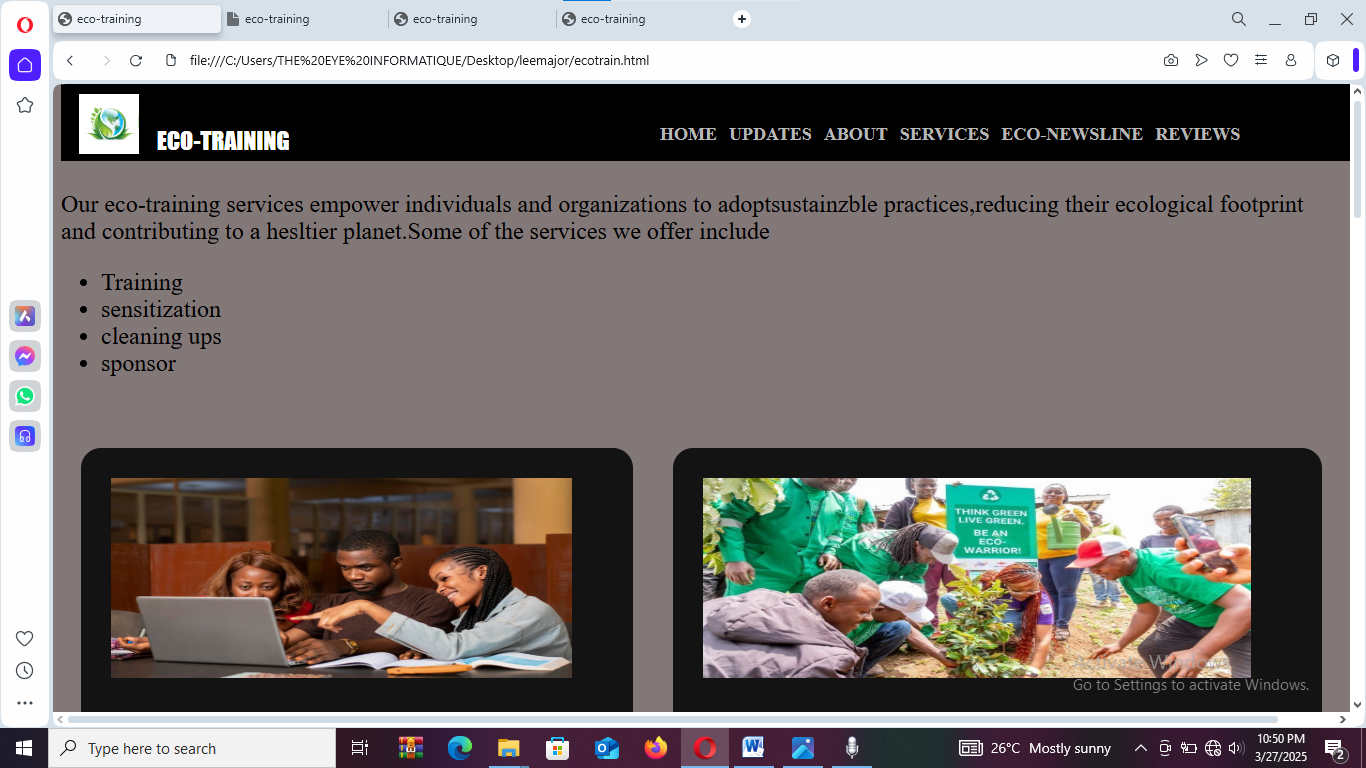 eco-training
eco-training
eco-training
eco-training
file:///C:/Users/THE%20EYE%20INFORMATIQUE/Desktop/leemajor/ecotrain.html
ECO-TRAINING
HOME UPDATES ABOUT SERVICES ECO-NEWSLINE REVIEWS
Our eco-training services empower individuals and organizations to adoptsustainzble practices,reducing their ecological footprint
and contributing to a hesltier planet.Some of the services we offer include
Training
sensitization
cleaning ups
sponsor
THINK GREEN
LIVE GREEN.
BE AN
ECO-
WARRIOR!
Activate Windows
Go to Settings to activate Windows.
Type here to search
26°C Mostly sunny
10:50 PM
3/27/2025
2